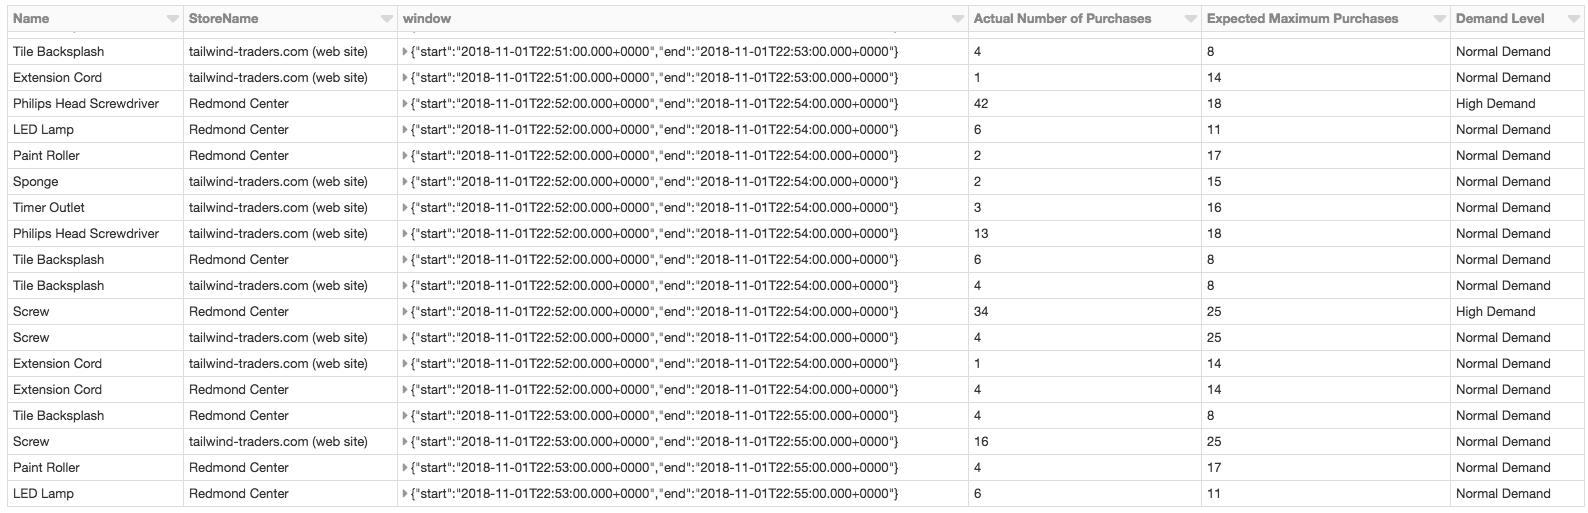 Name StoreName window Actual Number of Purchases Expected Maximum Purchases Demand Level
Tile Backsplash tailwind-traders.com (web site) {"start":"2018-11-01T22:51:00.000+0000","end":"2018-11-01T22:53:00.000+0000"} 4 8 Normal Demand
Extension Cord tailwind-traders.com (web site) {"start":"2018-11-01T22:51:00.000+0000","end":"2018-11-01T22:53:00.000+0000"} 1 14 Normal Demand
Philips Head Screwdriver Redmond Center {"start":"2018-11-01T22:52:00.000+0000","end":"2018-11-01T22:54:00.000+0000"} 42 18 High Demand
LED Lamp Redmond Center {"start":"2018-11-01T22:52:00.000+0000","end":"2018-11-01T22:54:00.000+0000"} 6 11 Normal Demand
Paint Roller Redmond Center {"start":"2018-11-01T22:52:00.000+0000","end":"2018-11-01T22:54:00.000+0000"} 2 17 Normal Demand
Sponge tailwind-traders.com (web site) {"start":"2018-11-01T22:52:00.000+0000","end":"2018-11-01T22:54:00.000+0000"} 2 15 Normal Demand
Timer Outlet tailwind-traders.com (web site) {"start":"2018-11-01T22:52:00.000+0000","end":"2018-11-01T22:54:00.000+0000"} 3 16 Normal Demand
Philips Head Screwdriver tailwind-traders.com (web site) {"start":"2018-11-01T22:52:00.000+0000","end":"2018-11-01T22:54:00.000+0000"} 13 18 Normal Demand
Tile Backsplash Redmond Center {"start":"2018-11-01T22:52:00.000+0000","end":"2018-11-01T22:54:00.000+0000"} 6 8 Normal Demand
Tile Backsplash tailwind-traders.com (web site) {"start":"2018-11-01T22:52:00.000+0000","end":"2018-11-01T22:54:00.000+0000"} 4 8 Normal Demand
Screw Redmond Center {"start":"2018-11-01T22:52:00.000+0000","end":"2018-11-01T22:54:00.000+0000"} 34 25 High Demand
Screw tailwind-traders.com (web site) {"start":"2018-11-01T22:52:00.000+0000","end":"2018-11-01T22:54:00.000+0000"} 4 25 Normal Demand
Extension Cord tailwind-traders.com (web site) {"start":"2018-11-01T22:52:00.000+0000","end":"2018-11-01T22:54:00.000+0000"} 1 14 Normal Demand
Extension Cord Redmond Center {"start":"2018-11-01T22:52:00.000+0000","end":"2018-11-01T22:54:00.000+0000"} 4 14 Normal Demand
Tile Backsplash Redmond Center {"start":"2018-11-01T22:53:00.000+0000","end":"2018-11-01T22:55:00.000+0000"} 4 8 Normal Demand
Screw tailwind-traders.com (web site) {"start":"2018-11-01T22:53:00.000+0000","end":"2018-11-01T22:55:00.000+0000"} 16 25 Normal Demand
Paint Roller Redmond Center {"start":"2018-11-01T22:53:00.000+0000","end":"2018-11-01T22:55:00.000+0000"} 4 17 Normal Demand
LED Lamp Redmond Center {"start":"2018-11-01T22:53:00.000+0000","end":"2018-11-01T22:55:00.000+0000"} 6 11 Normal Demand